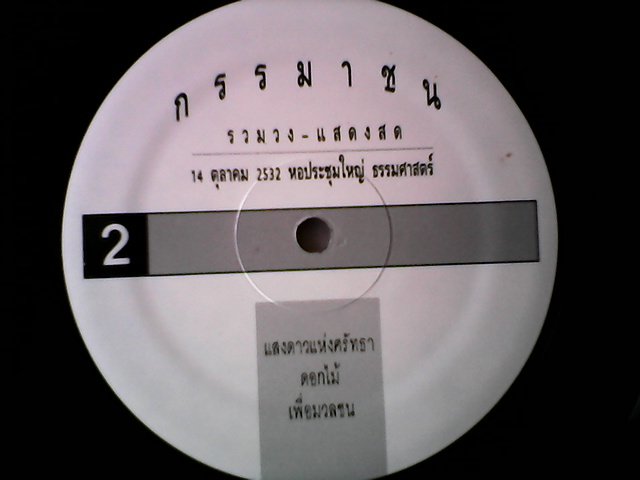 กรรมาชน
รวมวง-แสดงสด
14 ตุลาคม 2532 หอประชุมใหญ่ ธรรมศาสตร์
2
แสงดาวแห่งศรัทธา
ดอกไม้
เพื่อมวลชน